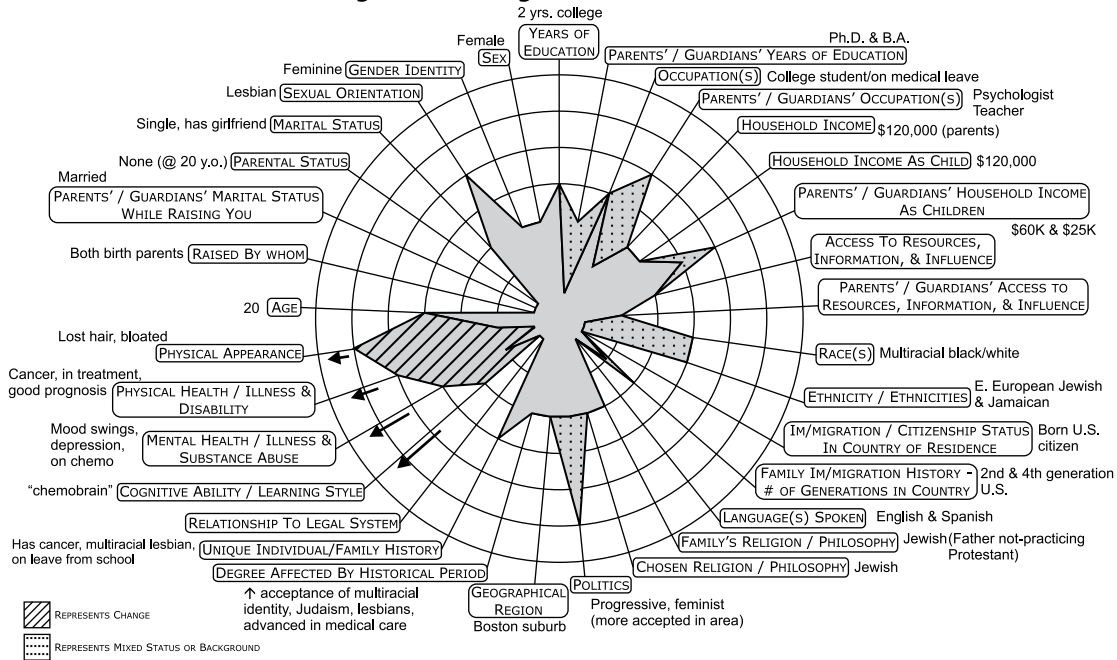 2 yrs. college
YEARS OF
EDUCATION
Ph.D. & B.A.
PARENTS' / GUARDIANS' YEARS OF EDUCATION
OCCUPATION(S) College student/on medical leave
PARENTS' / GUARDIANS' OCCUPATION(S) Psychologist
Teacher
HOUSEHOLD INCOME $120,000 (parents)
HOUSEHOLD INCOME AS CHILD $120,000
PARENTS' / GUARDIANS' HOUSEHOLD INCOME
AS CHILDREN
$60K & $25K
ACCESS TO RESOURCES,
INFORMATION, & INFLUENCE
PARENTS' / GUARDIANS' ACCESS TO
RESOURCES, INFORMATION, & INFLUENCE
RACE(S) Multiracial black/white
ETHNICITY / ETHNICITIES E. European Jewish
& Jamaican
IM/MIGRATION / CITIZENSHIP STATUS
IN COUNTRY OF RESIDENCE
Born U.S.
citizen
FAMILY IM/MIGRATION HISTORY -
# OF GENERATIONS IN COUNTRY
2nd & 4th generation
U.S.
LANGUAGE(S) SPOKEN English & Spanish
FAMILY'S RELIGION / PHILOSOPHY Jewish(Father not-practicing
Protestant)
CHOSEN RELIGION / PHILOSOPHY Jewish
POLITICS
Progressive, feminist
(more accepted in area)
GEOGRAPHICAL
REGION
Boston suburb
DEGREE AFFECTED BY HISTORICAL PERIOD
↑ acceptance of multiracial
identity, Judaism, lesbians,
advanced in medical care
Has cancer, multiracial lesbian,
on leave from school
UNIQUE INDIVIDUAL/FAMILY HISTORY
RELATIONSHIP TO LEGAL SYSTEM
"chemobrain" COGNITIVE ABILITY / LEARNING STYLE
Mood swings,
depression,
on chemo
MENTAL HEALTH / ILLNESS &
SUBSTANCE ABUSE
Cancer, in treatment,
good prognosis
PHYSICAL HEALTH / ILLNESS &
DISABILITY
Lost hair, bloated
PHYSICAL APPEARANCE
20 AGE
Both birth parents RAISED BY WHOM
Married
PARENTS' / GUARDIANS' MARITAL STATUS
WHILE RAISING YOU
None (@ 20 y.o.) PARENTAL STATUS
Single, has girlfriend MARITAL STATUS
Lesbian SEXUAL ORIENTATION
Feminine GENDER IDENTITY
Female
SEX
REPRESENTS CHANGE
REPRESENTS MIXED STATUS OR BACKGROUND